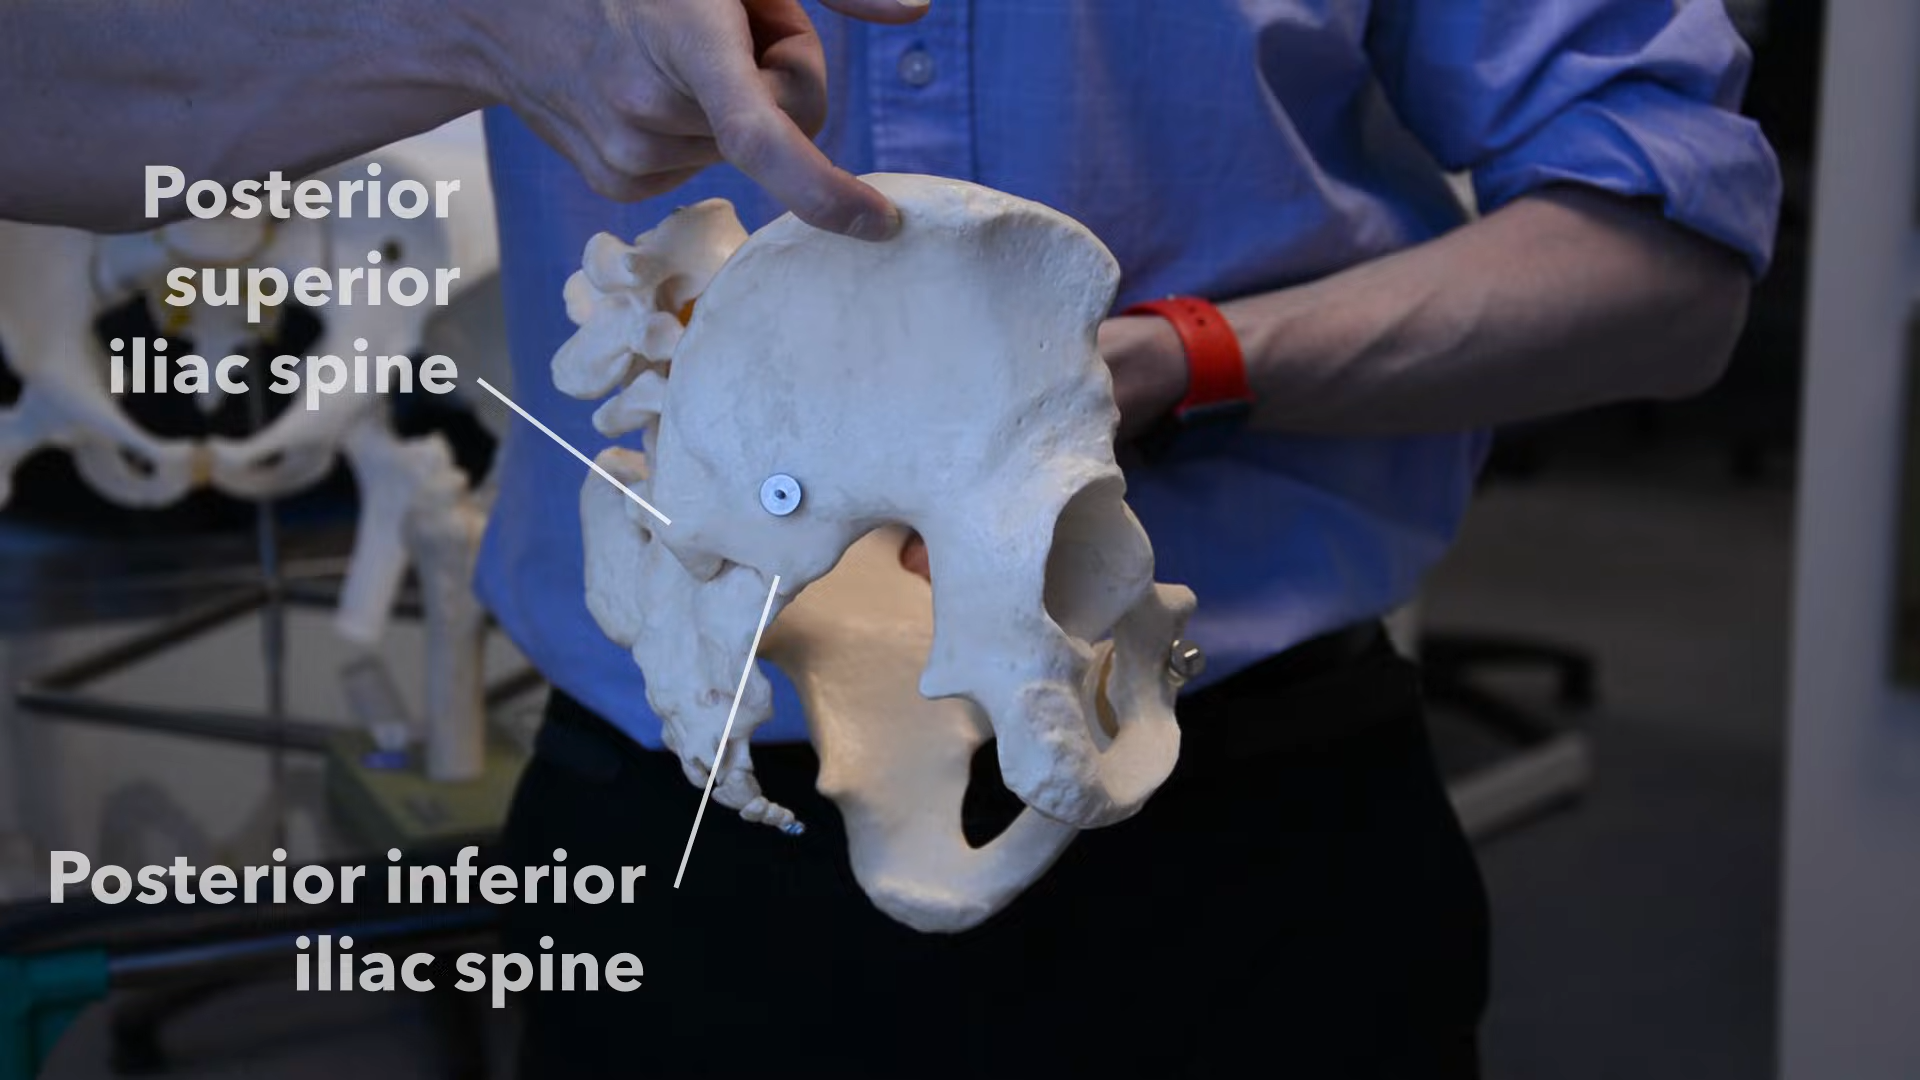 Posterior
superior
iliac spine
Posterior inferior
iliac spine